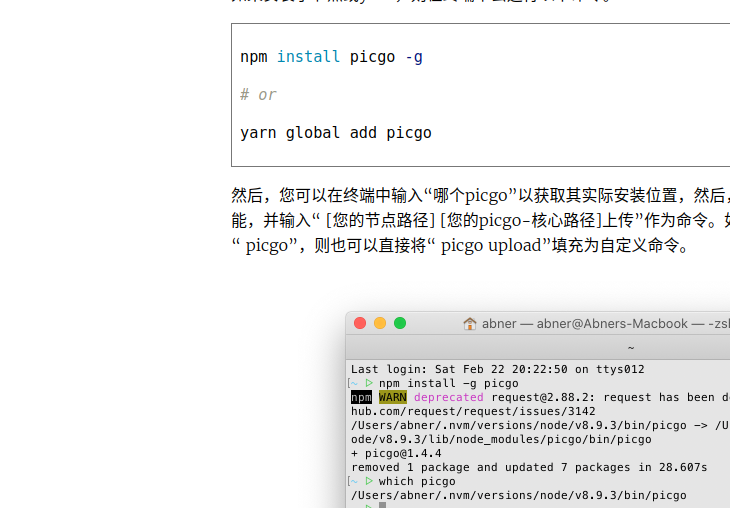 npm install picgo -g
# or
yarn global add picgo
然后，您可以在终端中输入“哪个picgo”以获取其实际安装位置，然后，
能，并输入“ [您的节点路径] [您的picgo-核心路径]上传”作为命令。如
“ picgo”，则也可以直接将“ picgo upload”填充为自定义命令。
abner — abner@Abners-Macbook — -zsh
~
Last login: Sat Feb 22 20:22:50 on ttys012
~ ▷ npm install -g picgo
npm WARN deprecated request@2.88.2: request has been de
hub.com/request/request/issues/3142
/Users/abner/.nvm/versions/node/v8.9.3/bin/picgo -> /U
ode/v8.9.3/lib/node_modules/picgo/bin/picgo
+ picgo@1.4.4
removed 1 package and updated 7 packages in 28.607s
~ ▷ which picgo
/Users/abner/.nvm/versions/node/v8.9.3/bin/picgo